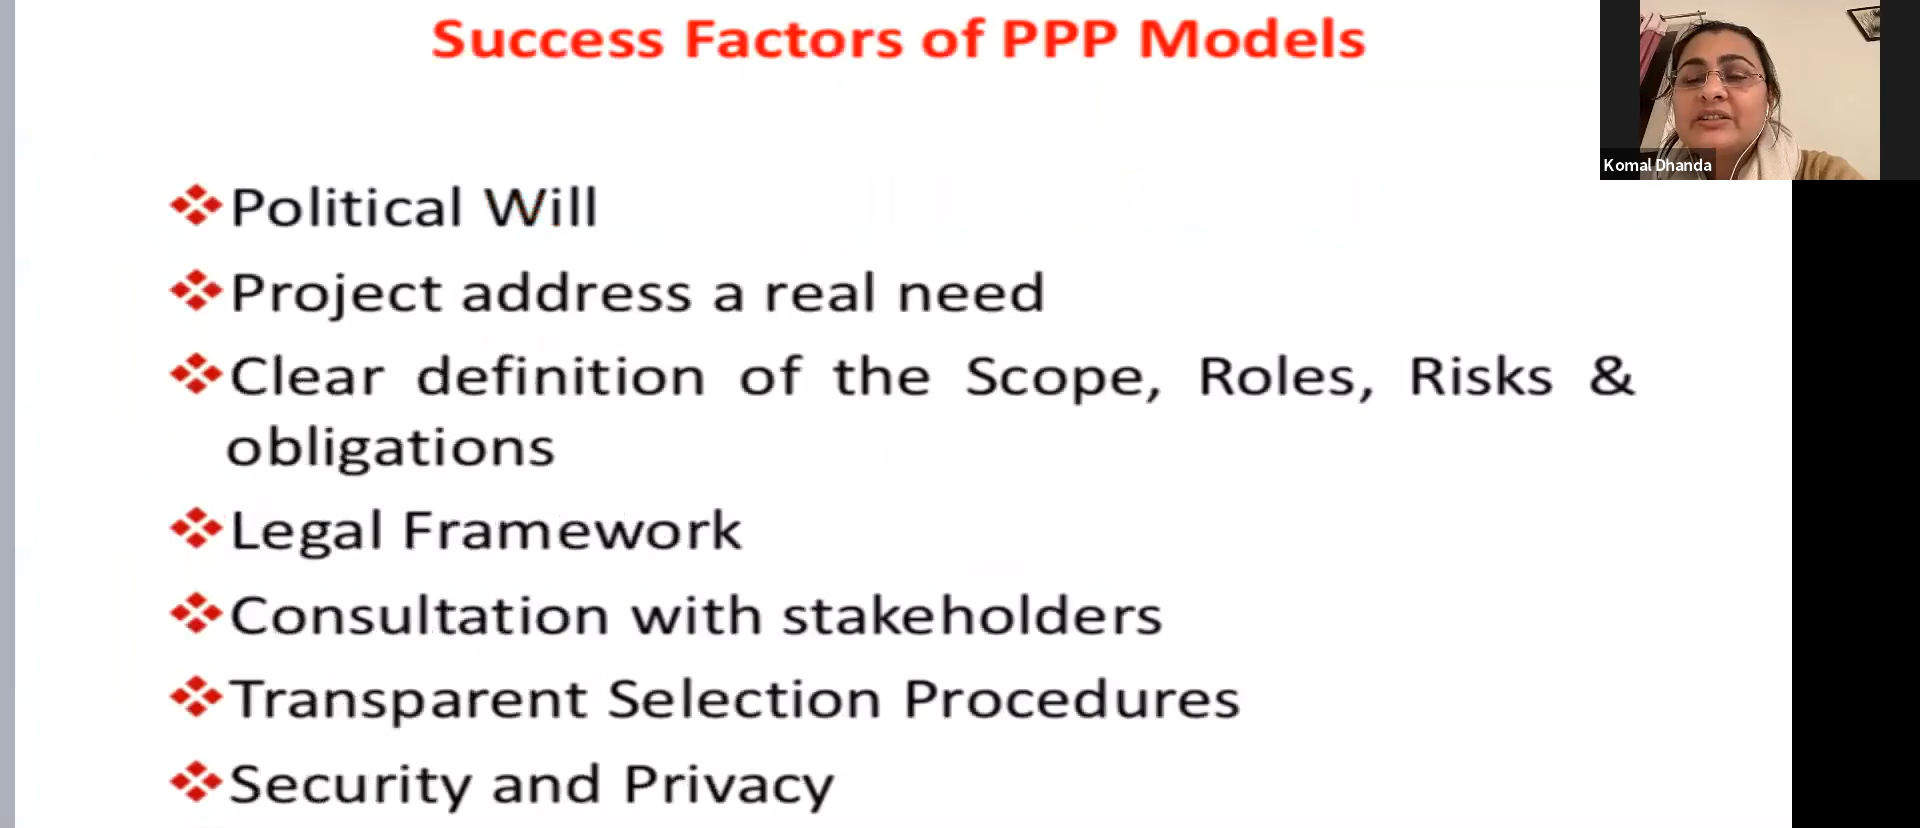 Success Factors of PPP Models
Komal Dhanda
Political Will
Project address a real need
Clear definition of the Scope, Roles, Risks &
obligations
Legal Framework
Consultation with stakeholders
Transparent Selection Procedures
Security and Privacy